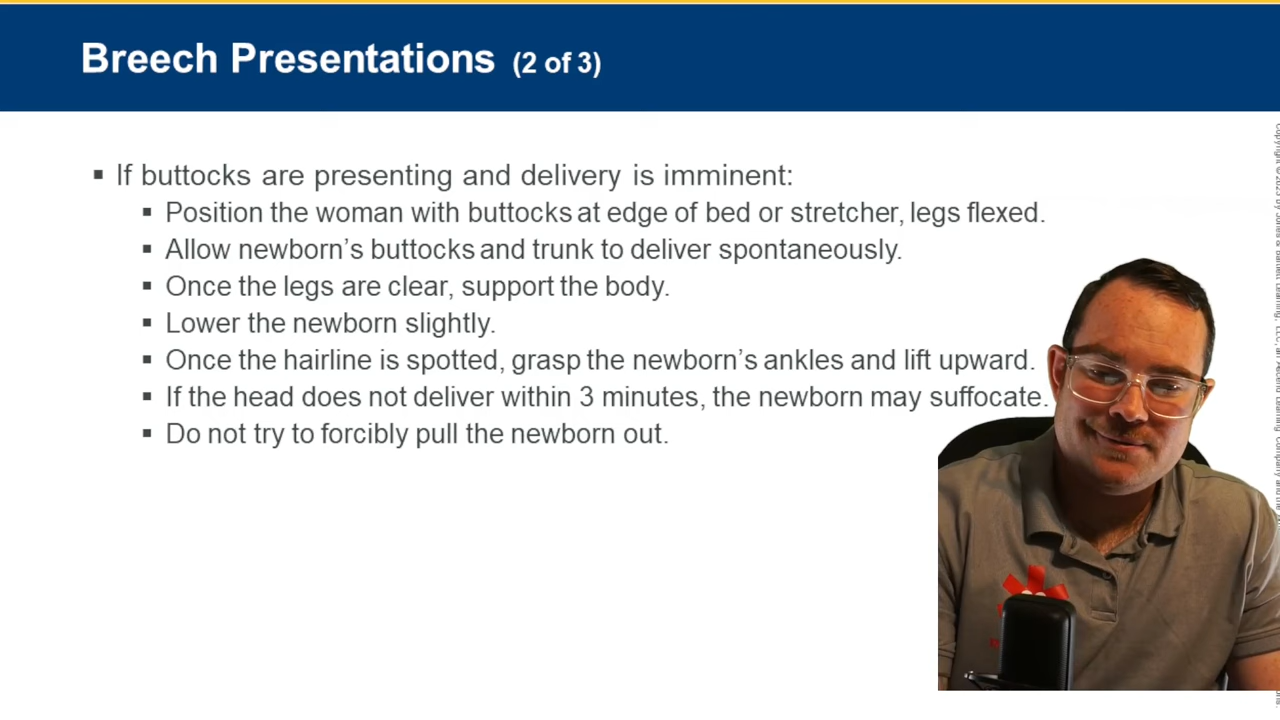 Breech Presentations (2 of 3)
▪ If buttocks are presenting and delivery is imminent:
▪ Position the woman with buttocks at edge of bed or stretcher, legs flexed.
▪ Allow newborn’s buttocks and trunk to deliver spontaneously.
▪ Once the legs are clear, support the body.
▪ Lower the newborn slightly.
▪ Once the hairline is spotted, grasp the newborn’s ankles and lift upward.
▪ If the head does not deliver within 3 minutes, the newborn may suffocate.
▪ Do not try to forcibly pull the newborn out.